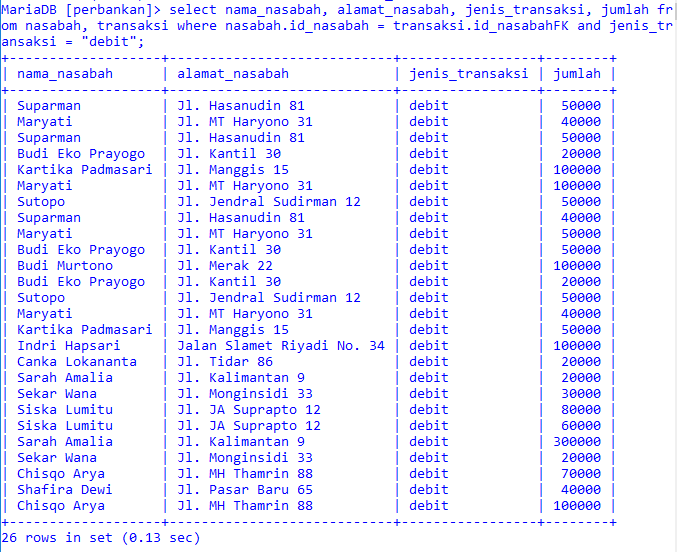 MariaDB [perbankan]> select nama_nasabah, alamat_nasabah, jenis_transaksi, jumlah fr
om nasabah, transaksi where nasabah.id_nasabah = transaksi.id_nasabahFK and jenis_tr
ansaksi = "debit";
+------------------+--------------------------+-----------------+--------+
| nama_nasabah | alamat_nasabah | jenis_transaksi | jumlah |
+------------------+--------------------------+-----------------+--------+
| Suparman | Jl. Hasanudin 81 | debit | 50000 |
| Maryati | Jl. MT Haryono 31 | debit | 40000 |
| Suparman | Jl. Hasanudin 81 | debit | 50000 |
| Budi Eko Prayogo | Jl. Kantil 30 | debit | 20000 |
| Kartika Padmasari | Jl. Manggis 15 | debit | 100000 |
| Maryati | Jl. MT Haryono 31 | debit | 100000 |
| Sutopo | Jl. Jendral Sudirman 12 | debit | 50000 |
| Suparman | Jl. Hasanudin 81 | debit | 40000 |
| Maryati | Jl. MT Haryono 31 | debit | 50000 |
| Budi Eko Prayogo | Jl. Kantil 30 | debit | 50000 |
| Budi Murtono | Jl. Merak 22 | debit | 100000 |
| Budi Eko Prayogo | Jl. Kantil 30 | debit | 20000 |
| Sutopo | Jl. Jendral Sudirman 12 | debit | 50000 |
| Maryati | Jl. MT Haryono 31 | debit | 40000 |
| Kartika Padmasari | Jl. Manggis 15 | debit | 50000 |
| Indri Hapsari | Jalan Slamet Riyadi No. 34 | debit | 100000 |
| Canka Lokananta | Jl. Tidar 86 | debit | 20000 |
| Sarah Amalia | Jl. Kalimantan 9 | debit | 20000 |
| Sekar Wana | Jl. Monginsidi 33 | debit | 30000 |
| Siska Lumitu | Jl. JA Suprapto 12 | debit | 80000 |
| Siska Lumitu | Jl. JA Suprapto 12 | debit | 60000 |
| Sarah Amalia | Jl. Kalimantan 9 | debit | 300000 |
| Sekar Wana | Jl. Monginsidi 33 | debit | 20000 |
| Chisqo Arya | Jl. MH Thamrin 88 | debit | 70000 |
| Shafira Dewi | Jl. Pasar Baru 65 | debit | 40000 |
| Chisqo Arya | Jl. MH Thamrin 88 | debit | 100000 |
+------------------+--------------------------+-----------------+--------+
26 rows in set (0.13 sec)